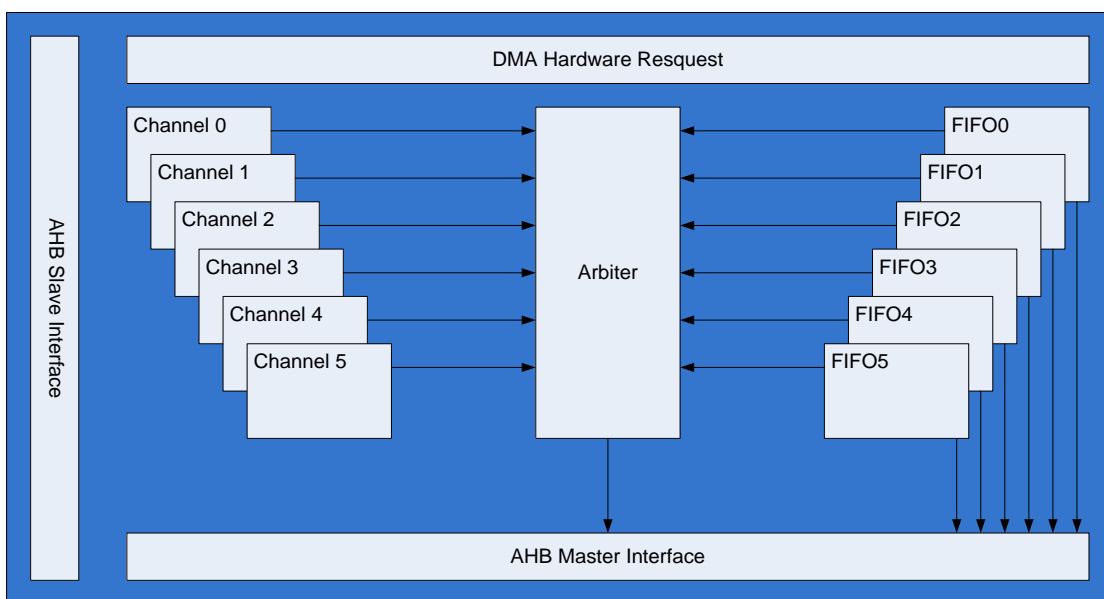 DMA Hardware Resquest
AHB Slave Interface
Channel 0
Channel 1
Channel 2
Channel 3
Channel 4
Channel 5
Arbiter
FIFO0
FIFO1
FIFO2
FIFO3
FIFO4
FIFO5
AHB Master Interface